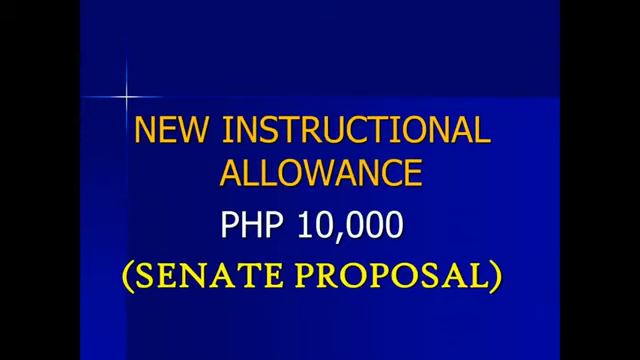 NEW INSTRUCTIONAL
ALLOWANCE
PHP 10,000
(SENATE PROPOSAL)